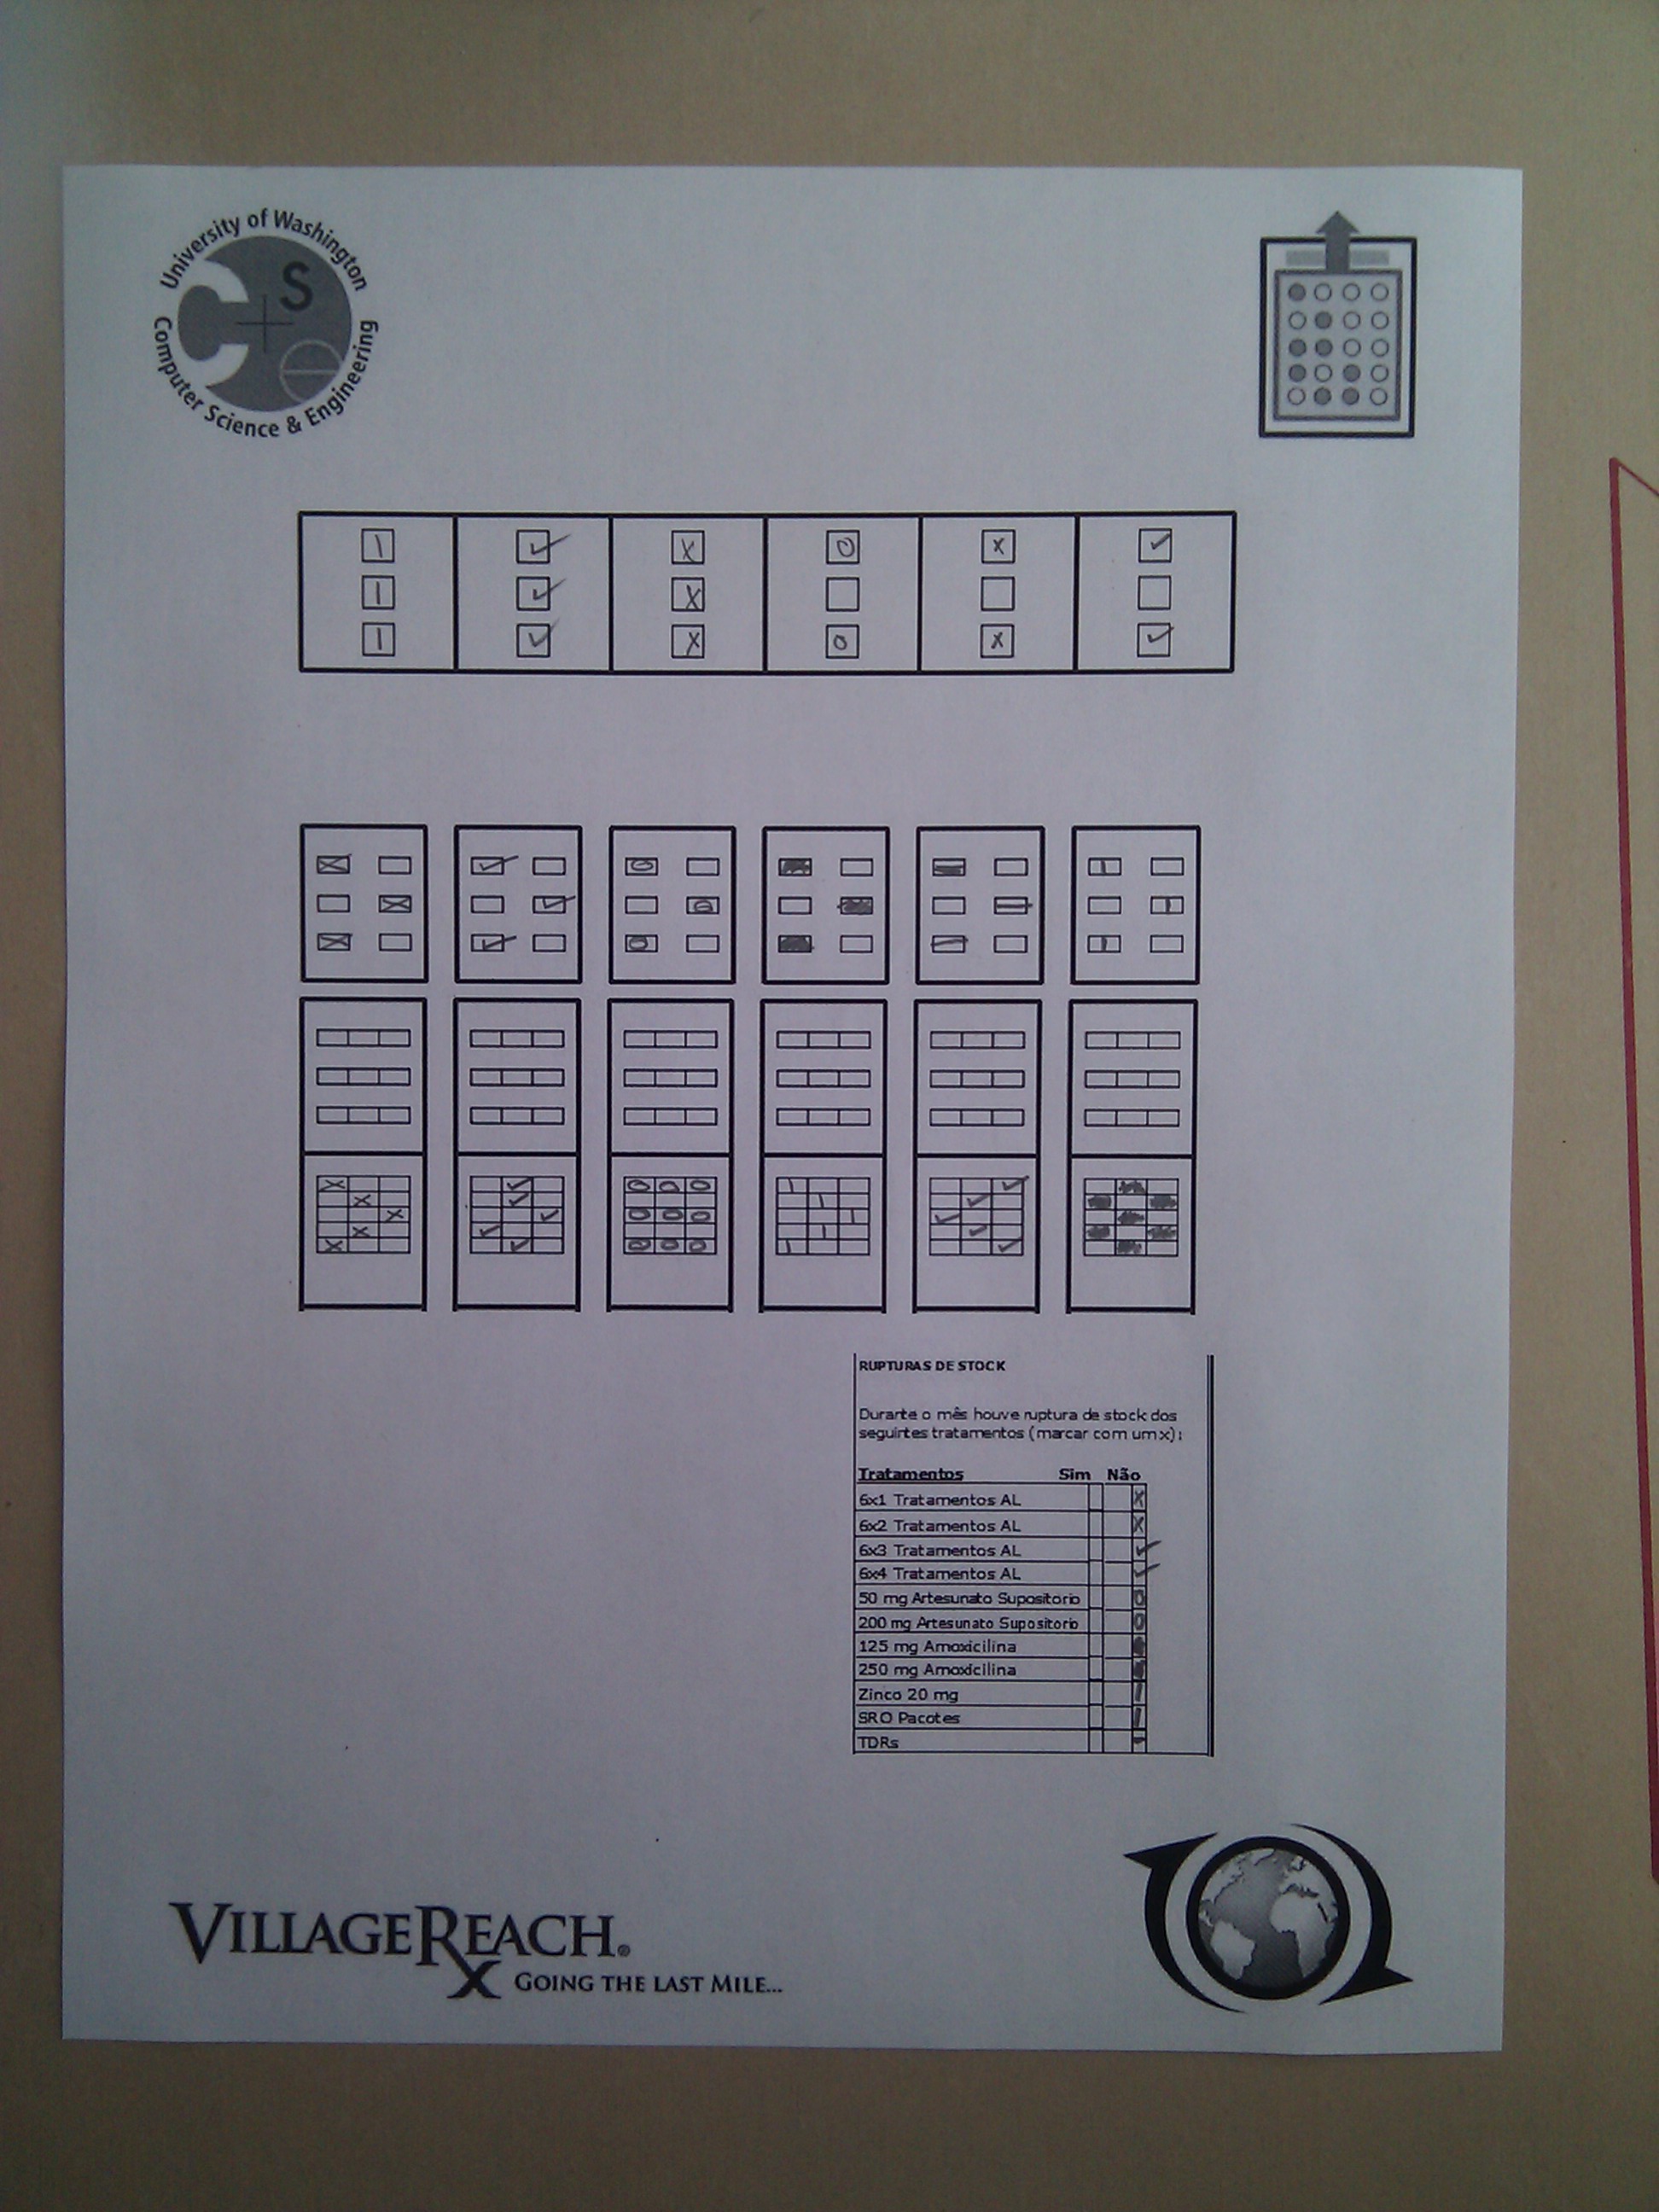 University of Washington
Computer Science & Engineering
C S e
RUPTURAS DE STOCK
Durante o mês houve ruptura de stock dos
seguintes tratamentos (marcar com um x):
Tratamentos Sim Não
6x1 Tratamentos AL X
6x2 Tratamentos AL X
6x3 Tratamentos AL ✓
6x4 Tratamentos AL ✓
50 mg Artesunato Supositorio
200 mg Artesunato Supositorio
125 mg Amoxicilina
250 mg Amoxicilina
Zinco 20 mg
SRO Pacotes
TDRs
VILLAGEREACH®
GOING THE LAST MILE...